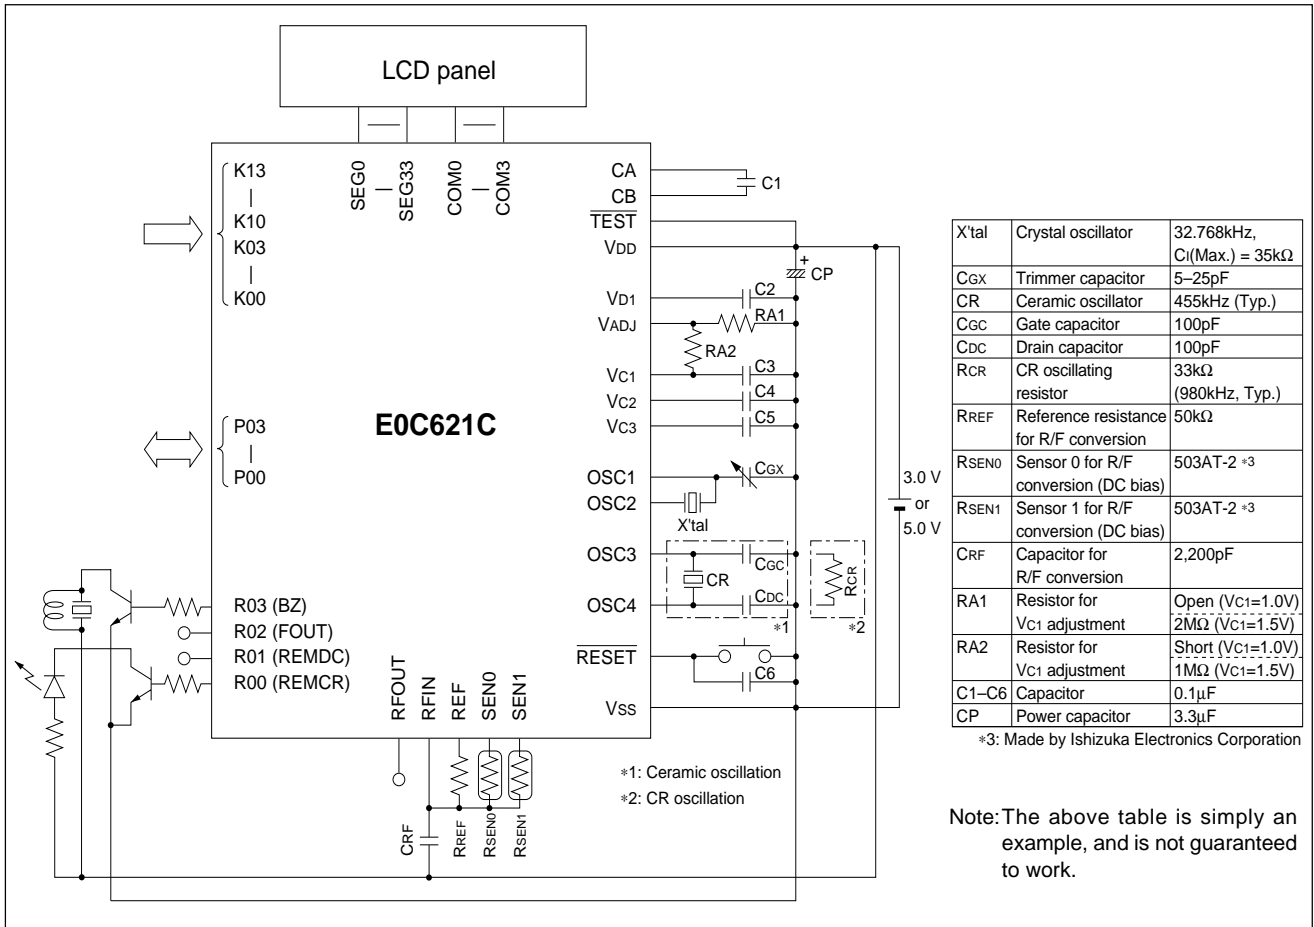 LCD panel
SEG0
SEG33
COM0
COM3
K13
K10
K03
K00
P03
P00
E0C621C
CA
CB
TEST
VDD
VD1
VADJ
VC1
VC2
VC3
OSC1
OSC2
OSC3
OSC4
RESET
VSS
C1
+
CP
C2
RA1
RA2
C3
C4
C5
CGX
X'tal
CR
CGC
CDC
*1
RCR
*2
C6
3.0 V
or
5.0 V
R03 (BZ)
R02 (FOUT)
R01 (REMDC)
R00 (REMCR)
RFOUT
RFIN
REF
SEN0
SEN1
CRF
RREF
RSEN0
RSEN1
*1: Ceramic oscillation
*2: CR oscillation
X'tal Crystal oscillator 32.768kHz,
CI(Max.) = 35kΩ
CGX Trimmer capacitor 5–25pF
CR Ceramic oscillator 455kHz (Typ.)
CGC Gate capacitor 100pF
CDC Drain capacitor 100pF
RCR CR oscillating 33kΩ
resistor (980kHz, Typ.)
RREF Reference resistance 50kΩ
for R/F conversion
RSEN0 Sensor 0 for R/F 503AT-2 *3
conversion (DC bias)
RSEN1 Sensor 1 for R/F 503AT-2 *3
conversion (DC bias)
CRF Capacitor for 2,200pF
R/F conversion
RA1 Resistor for Open (VC1=1.0V)
VC1 adjustment 2MΩ (VC1=1.5V)
RA2 Resistor for Short (VC1=1.0V)
VC1 adjustment 1MΩ (VC1=1.5V)
C1–C6 Capacitor 0.1µF
CP Power capacitor 3.3µF
*3: Made by Ishizuka Electronics Corporation
Note: The above table is simply an
example, and is not guaranteed
to work.